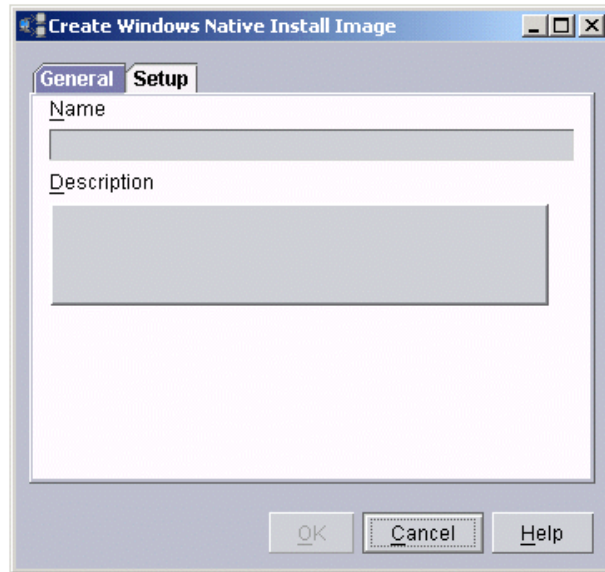 Create Windows Native Install Image
General Setup
Name
Description
OK Cancel Help